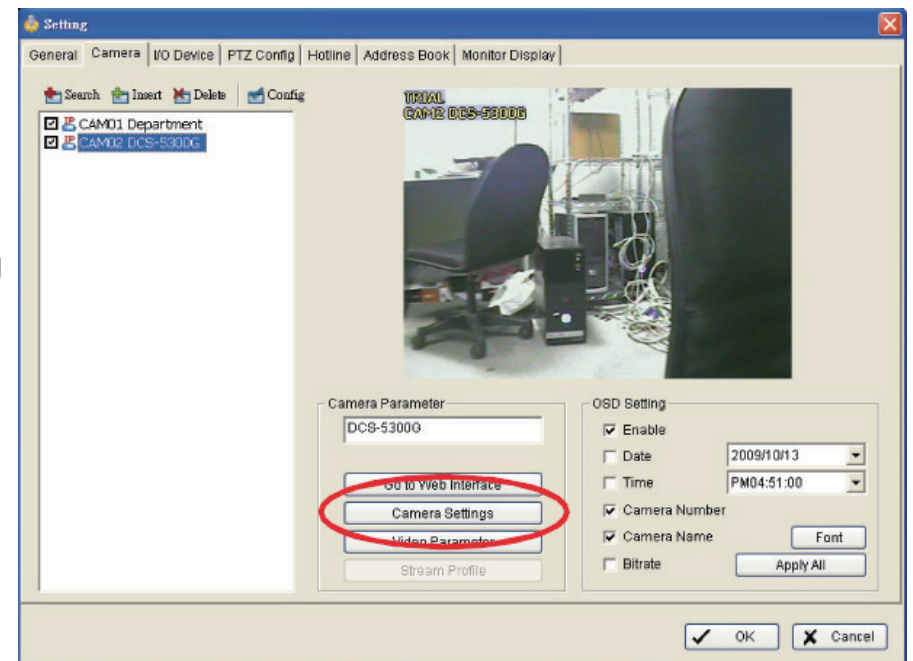 Setting
General Camera I/O Device PTZ Config Hotline Address Book Monitor Display
Search Insert Delete Config
CAM01 Department
CAM02 DCS-5300G
TRIAL
CAM2 DCS-5300G
Camera Parameter
DCS-5300G
Go to Web Interface
Camera Settings
Video Parameter
Stream Profile
OSD Setting
Enable
Date 2009/10/13
Time PM04:51:00
Camera Number
Camera Name Font
Bitrate Apply All
OK Cancel